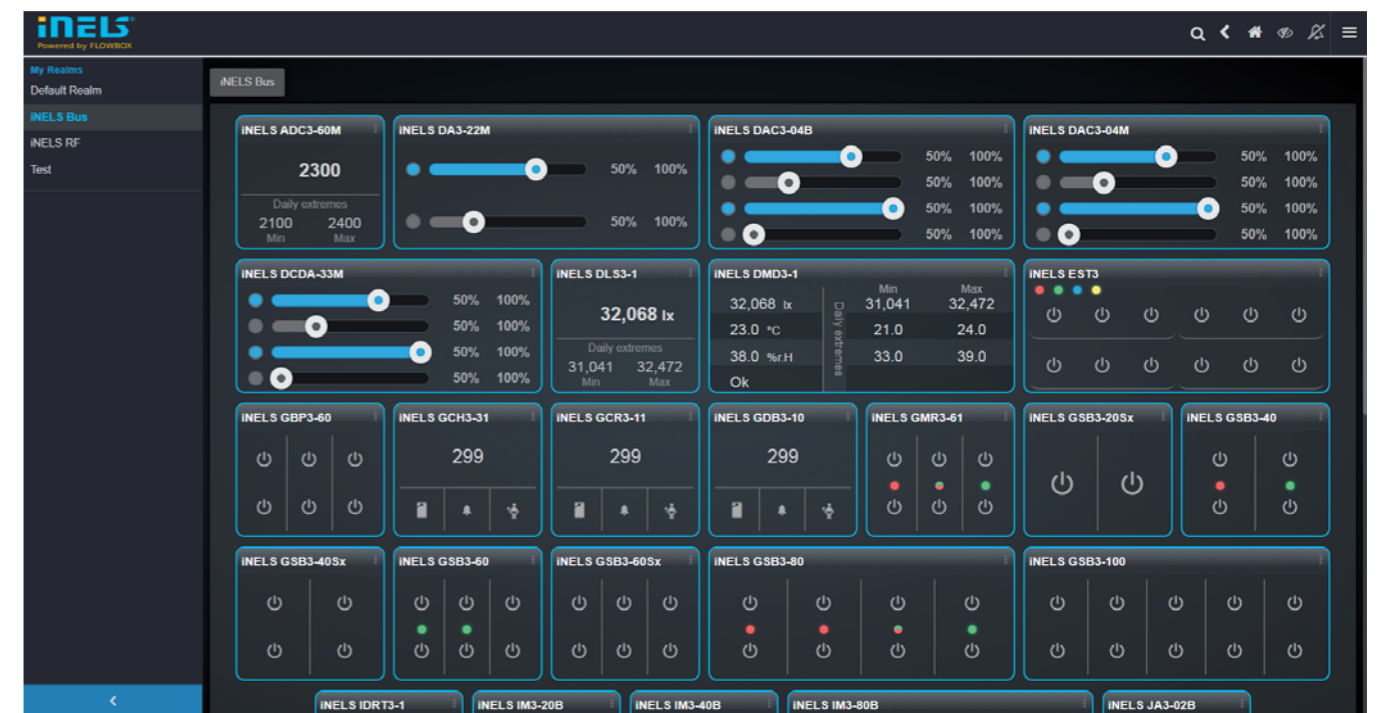 iNELS
Powered by FLOWBOX
My Realms
Default Realm
iNELS Bus
iNELS RF
Test
iNELS Bus
iNELS ADC3-60M
2300
Daily extremes
2100 2400
Min Max
iNELS DA3-22M
50% 100%
50% 100%
iNELS DAC3-04B
50% 100%
50% 100%
50% 100%
50% 100%
iNELS DAC3-04M
50% 100%
50% 100%
50% 100%
50% 100%
iNELS DCDA-33M
50% 100%
50% 100%
50% 100%
50% 100%
iNELS DLS3-1
32,068 lx
Daily extremes
31,041 32,472
Min Max
iNELS DMD3-1
Min Max
32,068 lx 31,041 32,472
23.0 °C 21.0 24.0
38.0 %r.H 33.0 39.0
Ok
Daily extremes
iNELS EST3
iNELS GBP3-60
iNELS GCH3-31
299
iNELS GCR3-11
299
iNELS GDB3-10
299
iNELS GMR3-61
iNELS GSB3-20Sx
iNELS GSB3-40
iNELS GSB3-40Sx
iNELS GSB3-60
iNELS GSB3-60Sx
iNELS GSB3-80
iNELS GSB3-100
iNELS IDRT3-1
iNELS IM3-20B
iNELS IM3-40B
iNELS IM3-80B
iNELS JA3-02B